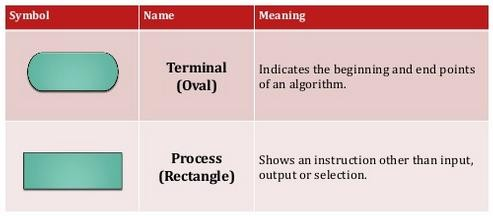 Symbol Name Meaning
Terminal
(Oval)
Indicates the beginning and end points
of an algorithm.
Process
(Rectangle)
Shows an instruction other than input,
output or selection.